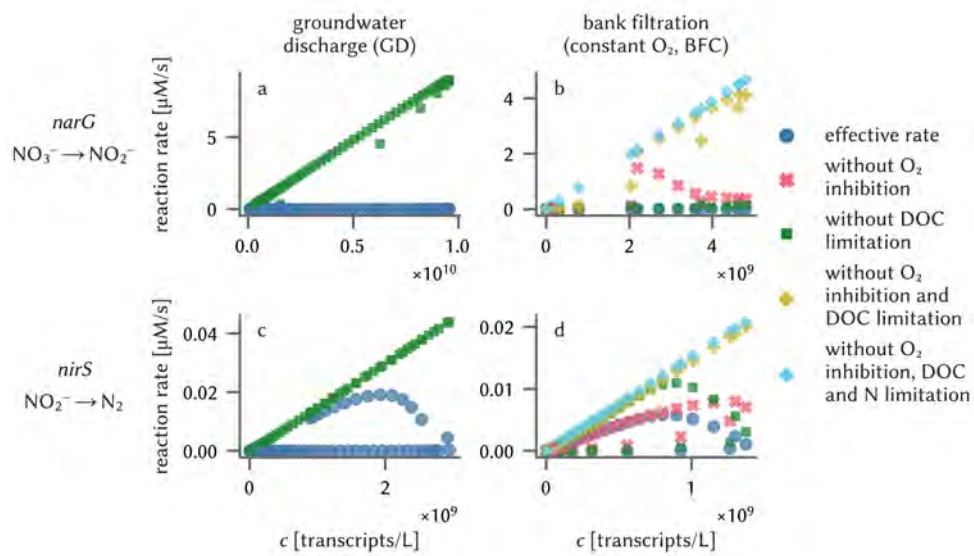 groundwater
discharge (GD)
bank filtration
(constant O₂, BFC)
narG
NO₃⁻ → NO₂⁻
reaction rate [μM/s]
a
5
0
0.0
0.5
1.0
×10¹⁰
b
4
2
0
0
2
4
×10⁹
effective rate
without O₂
inhibition
without DOC
limitation
without O₂
inhibition and
DOC limitation
without O₂
inhibition, DOC
and N limitation
nirS
NO₂⁻ → N₂
reaction rate [μM/s]
c
0.04
0.02
0.00
0
2
×10⁹
c [transcripts/L]
d
0.02
0.01
0.00
0
1
×10⁹
c [transcripts/L]